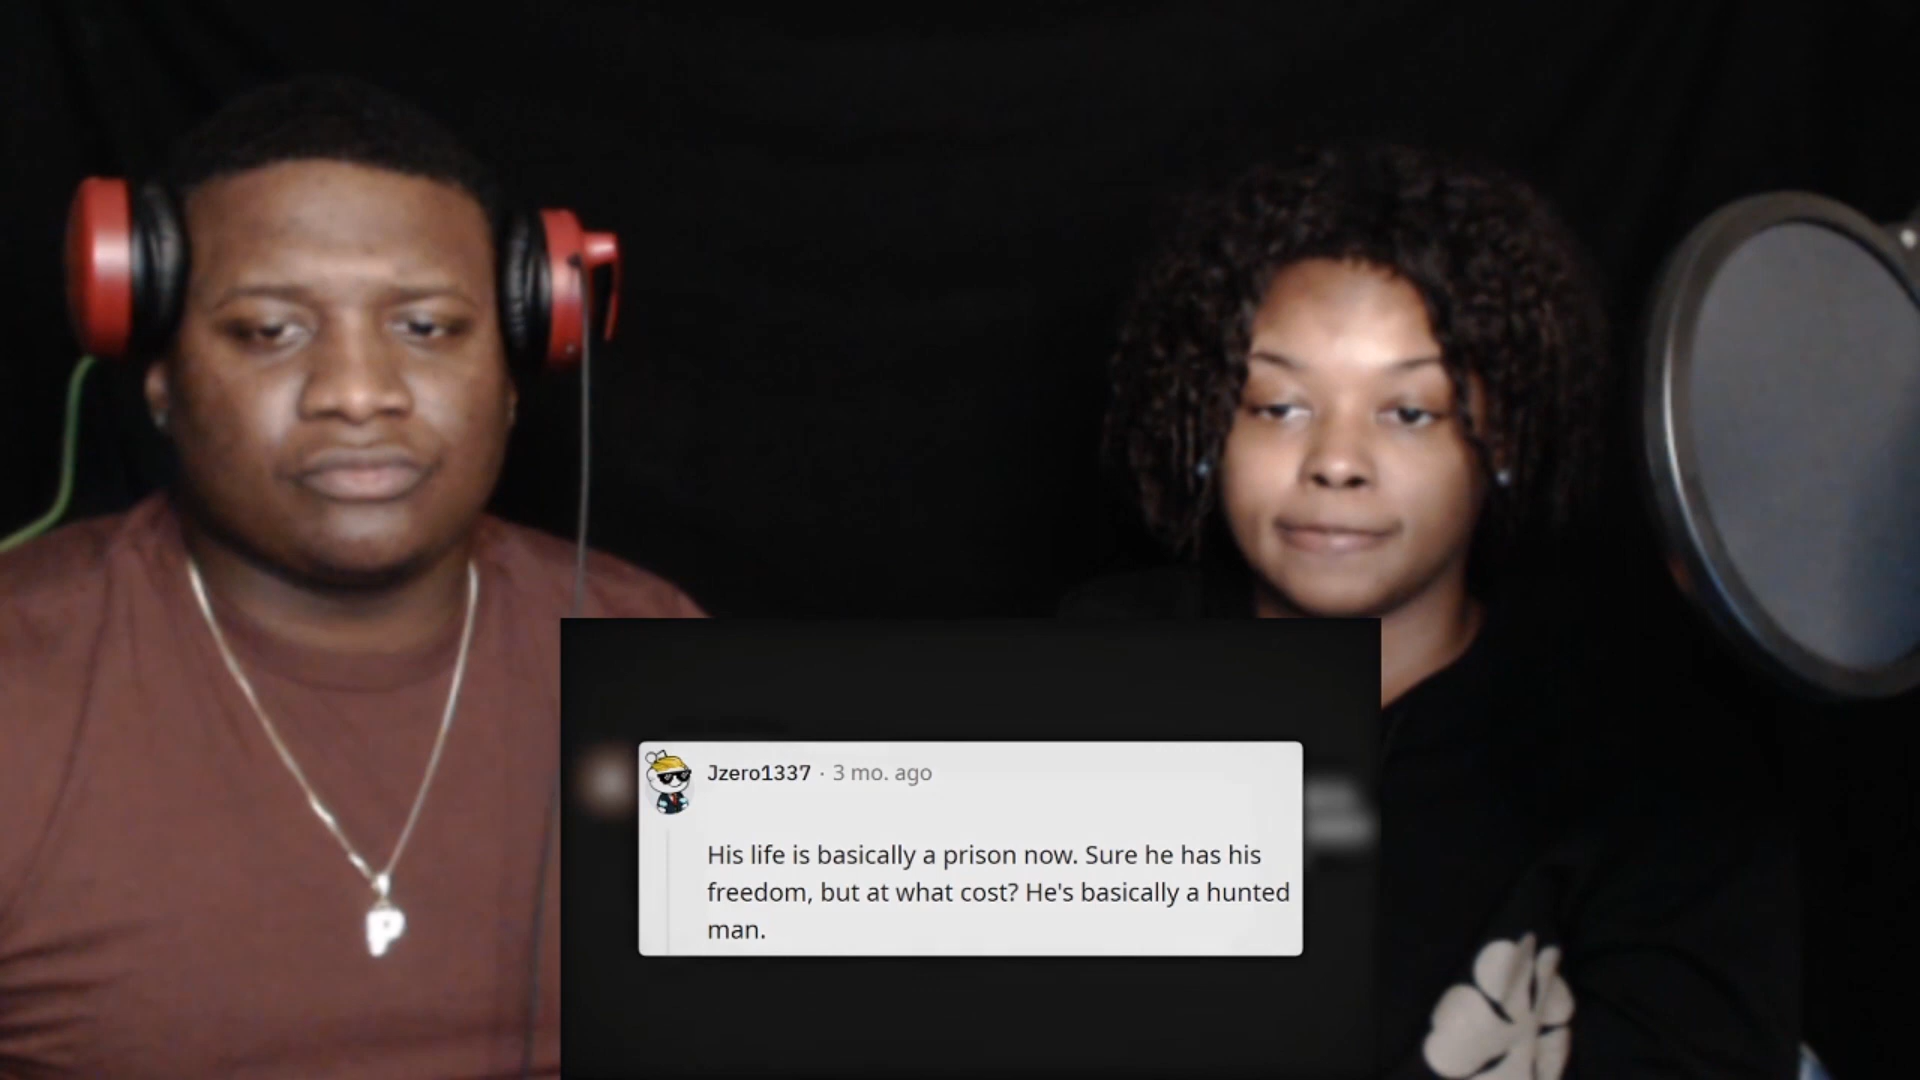 Jzero1337 · 3 mo. ago
His life is basically a prison now. Sure he has his
freedom, but at what cost? He's basically a hunted
man.
P